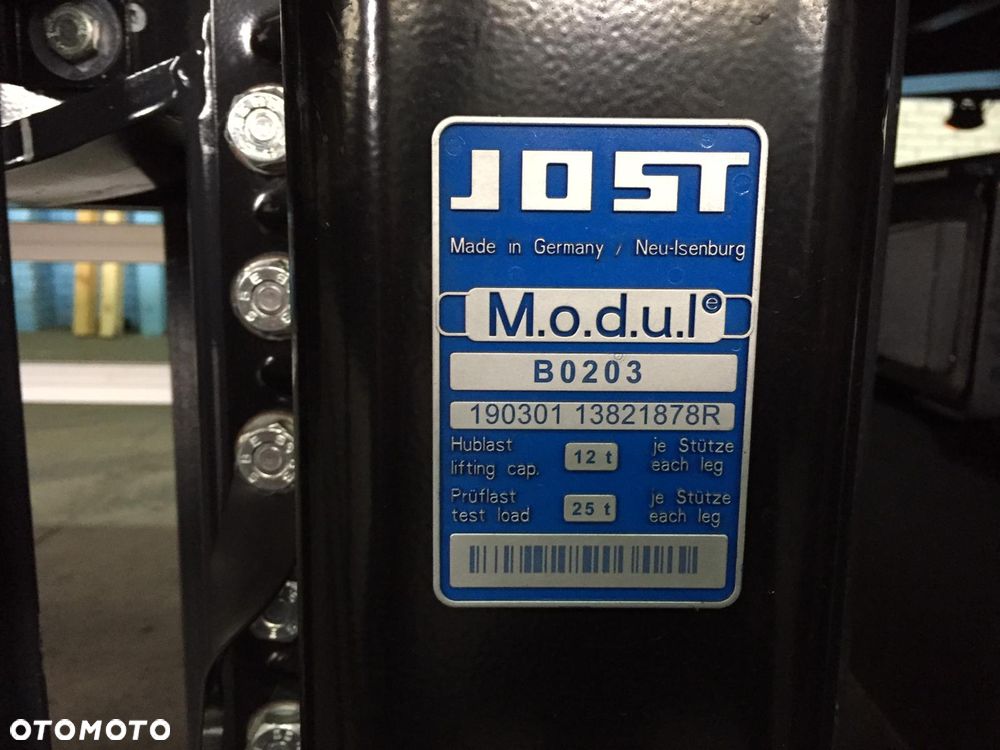 JOST
Made in Germany / Neu-Isenburg
M.o.d.u.l e
B0203
190301 13821878R
Hublast 12 t je Stütze
lifting cap. each leg
Prüflast 25 t je Stütze
test load each leg
OTOMOTO